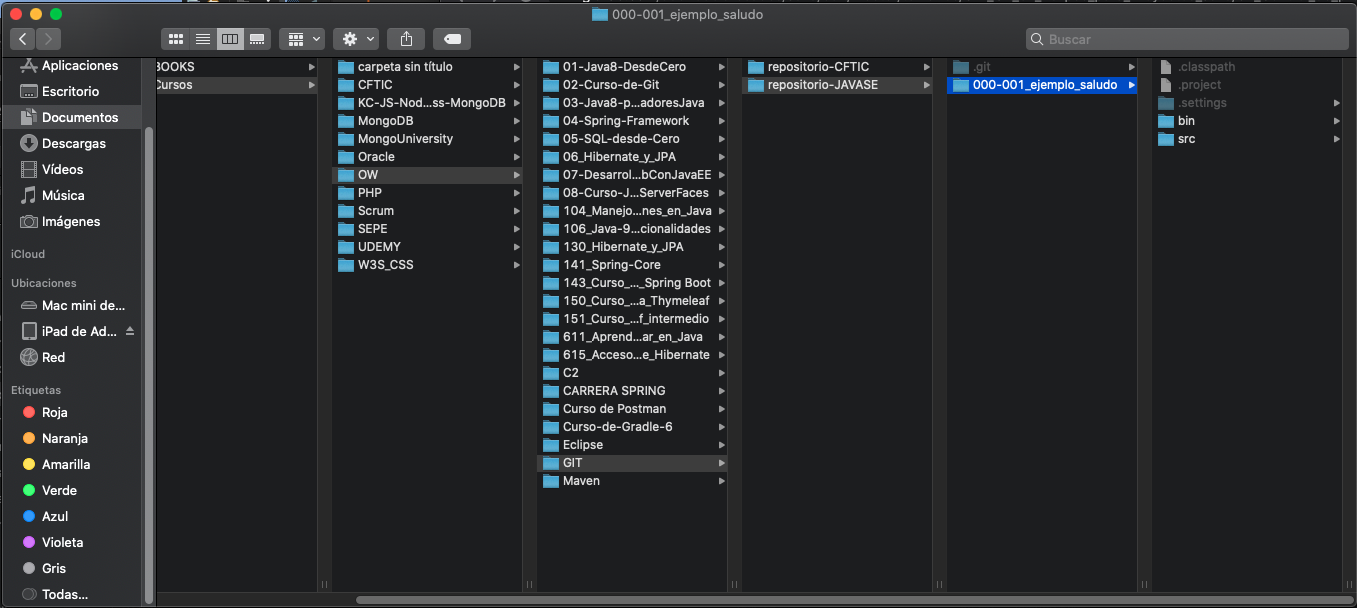 000-001_ejemplo_saludo
Buscar
Aplicaciones
Escritorio
Documentos
Descargas
Vídeos
Música
Imágenes
iCloud
Ubicaciones
Mac mini de...
iPad de Ad...
Red
Etiquetas
Roja
Naranja
Amarilla
Verde
Azul
Violeta
Gris
Todas...
BOOKS
Cursos
carpeta sin título
CFTIC
KC-JS-Nod...ss-MongoDB
MongoDB
MongoUniversity
Oracle
OW
PHP
Scrum
SEPE
UDEMY
W3S_CSS
01-Java8-DesdeCero
02-Curso-de-Git
03-Java8-p...adoresJava
04-Spring-Framework
05-SQL-desde-Cero
06_Hibernate_y_JPA
07-Desarrol...bConJavaEE
08-Curso-J...ServerFaces
104_Manejo...nes_en_Java
106_Java-9...cionalidades
130_Hibernate_y_JPA
141_Spring-Core
143_Curso_..._Spring Boot
150_Curso_...a_Thymeleaf
151_Curso_...f_intermedio
611_Aprend...ar_en_Java
615_Acceso...e_Hibernate
C2
CARRERA SPRING
Curso de Postman
Curso-de-Gradle-6
Eclipse
GIT
Maven
repositorio-CFTIC
repositorio-JAVASE
.git
000-001_ejemplo_saludo
.classpath
.project
.settings
bin
src